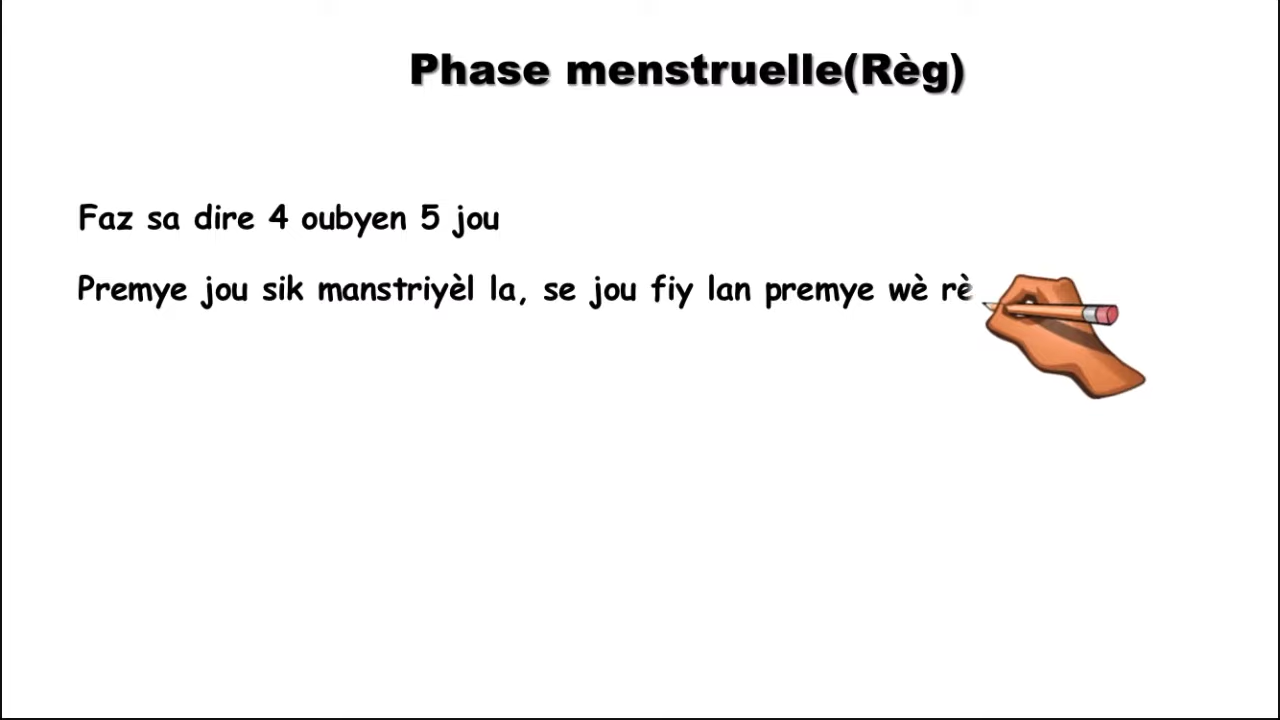 Phase menstruelle(Règ)
Faz sa dire 4 oubyen 5 jou
Premye jou sik manstriyèl la, se jou fiy lan premye wè rè